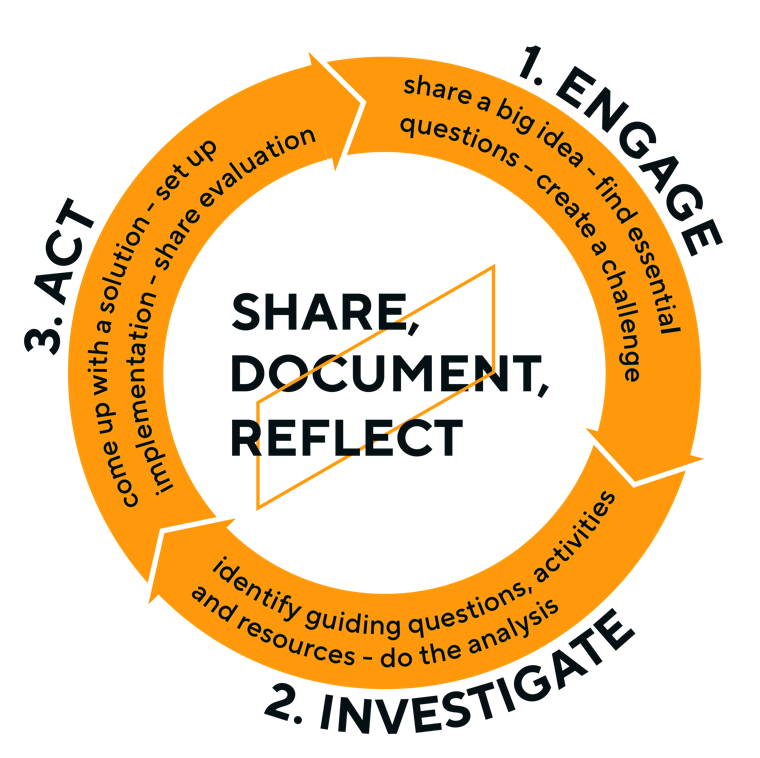 1. ENGAGE
share a big idea - find essential
questions - create a challenge
2. INVESTIGATE
identify guiding questions, activities
and resources - do the analysis
3. ACT
come up with a solution - set up
implementation - share evaluation
SHARE,
DOCUMENT,
REFLECT